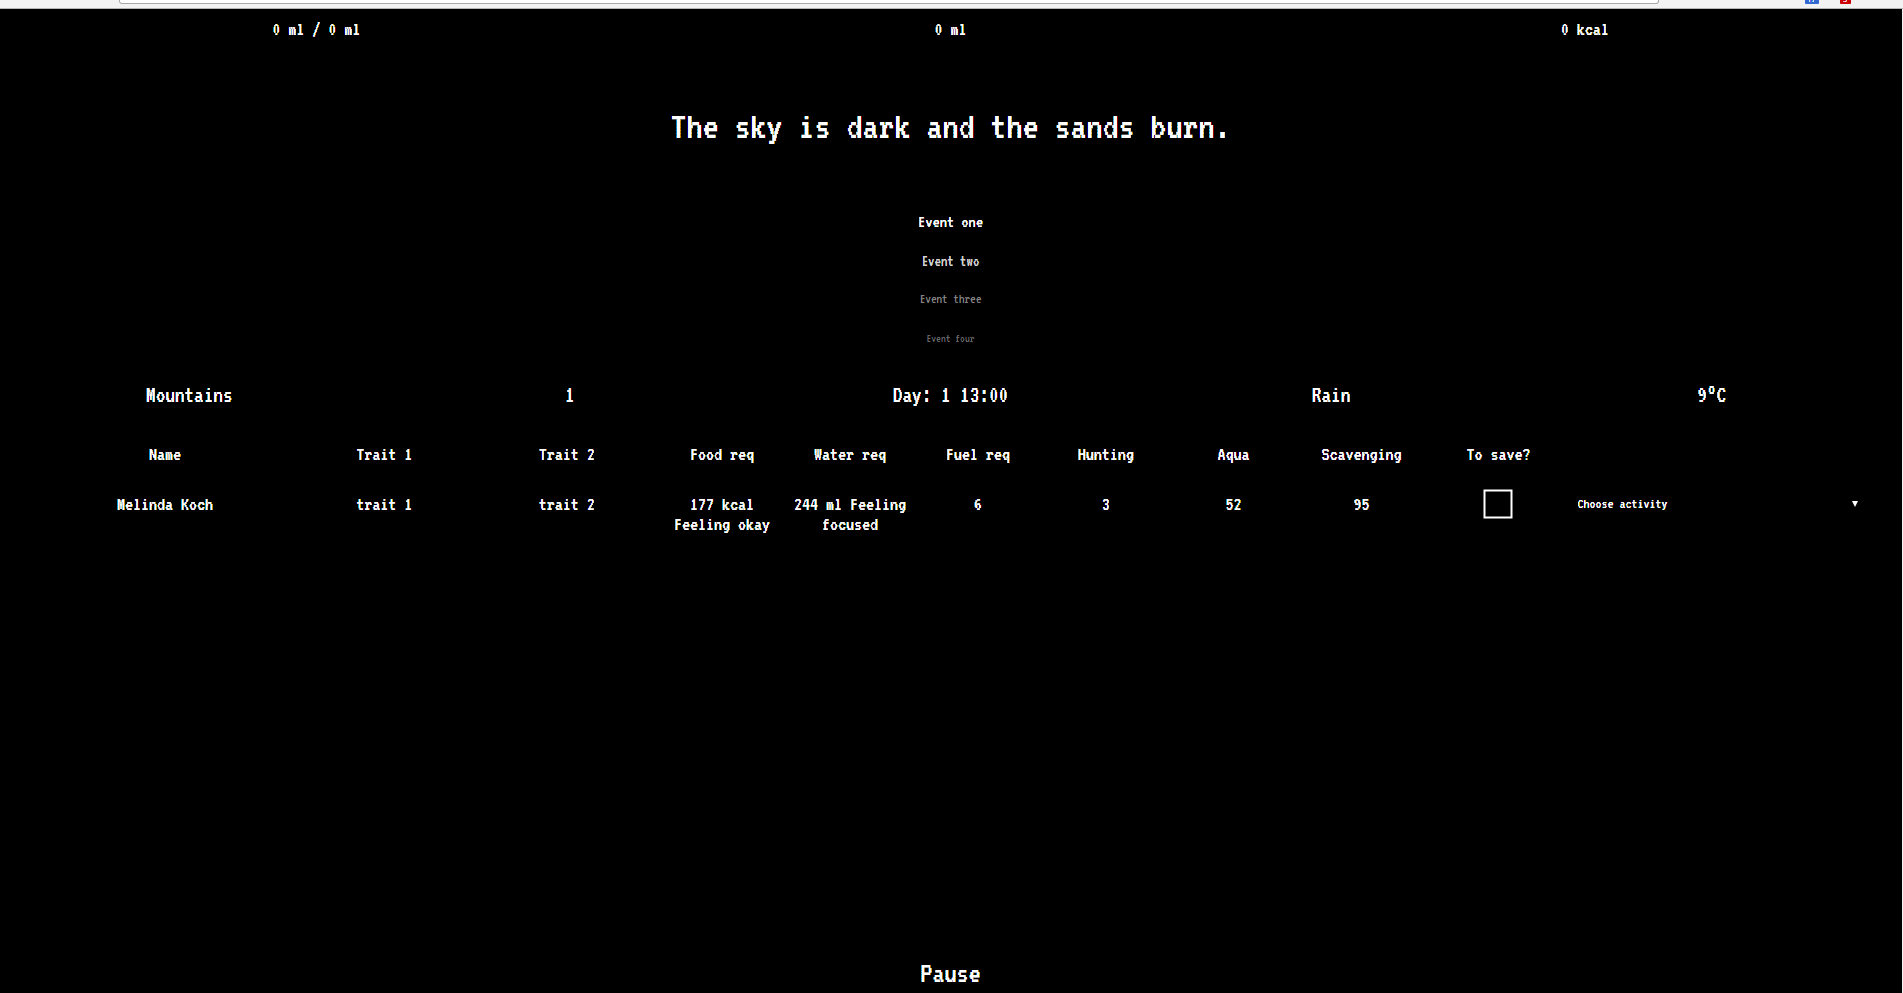 0 ml / 0 ml 0 ml 0 kcal
The sky is dark and the sands burn.
Event one
Event two
Event three
Event four
Mountains 1 Day: 1 13:00 Rain 9ºC
Name Trait 1 Trait 2 Food req Water req Fuel req Hunting Aqua Scavenging To save?
Melinda Koch trait 1 trait 2 177 kcal 244 ml Feeling 6 3 52 95 Choose activity
Feeling okay focused
Pause